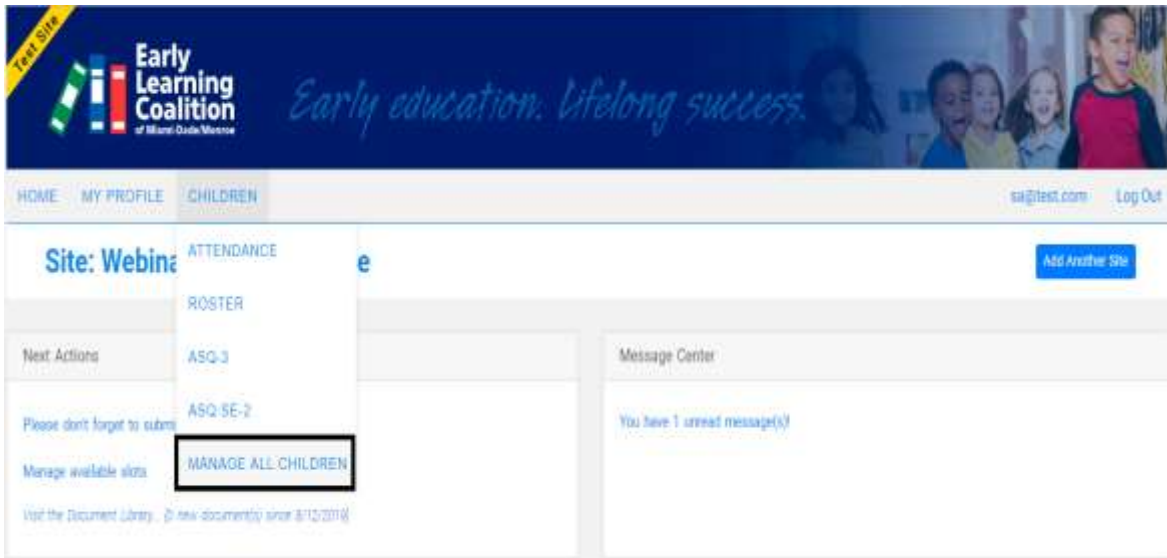 Test Site
Early
Learning
Coalition
of Miami-Dade/Monroe
Early education. Lifelong success.
HOME MY PROFILE CHILDREN sa@test.com Log Out
Site: Webina e Add Another Site
ATTENDANCE
ROSTER
ASQ-3
ASQ:SE-2
MANAGE ALL CHILDREN
Next Actions
Please don't forget to subm
Manage available slots
Visit the Document Library... new document(s) since 8/12/2019
Message Center
You have 1 unread message(s)!